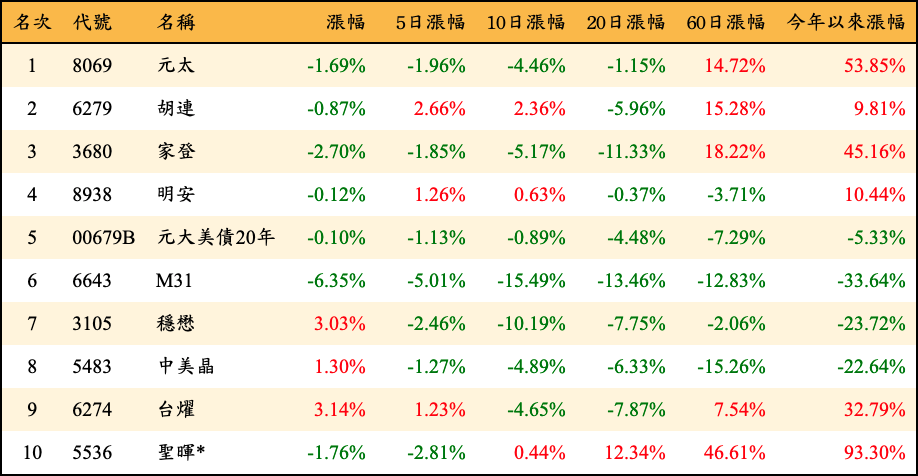 名次 代號 名稱 漲幅 5日漲幅 10日漲幅 20日漲幅 60日漲幅 今年以來漲幅
1 8069 元太 -1.69% -1.96% -4.46% -1.15% 14.72% 53.85%
2 6279 胡連 -0.87% 2.66% 2.36% -5.96% 15.28% 9.81%
3 3680 家登 -2.70% -1.85% -5.17% -11.33% 18.22% 45.16%
4 8938 明安 -0.12% 1.26% 0.63% -0.37% -3.71% 10.44%
5 00679B 元大美債20年 -0.10% -1.13% -0.89% -4.48% -7.29% -5.33%
6 6643 M31 -6.35% -5.01% -15.49% -13.46% -12.83% -33.64%
7 3105 穩懋 3.03% -2.46% -10.19% -7.75% -2.06% -23.72%
8 5483 中美晶 1.30% -1.27% -4.89% -6.33% -15.26% -22.64%
9 6274 台燿 3.14% 1.23% -4.65% -7.87% 7.54% 32.79%
10 5536 聖暉* -1.76% -2.81% 0.44% 12.34% 46.61% 93.30%